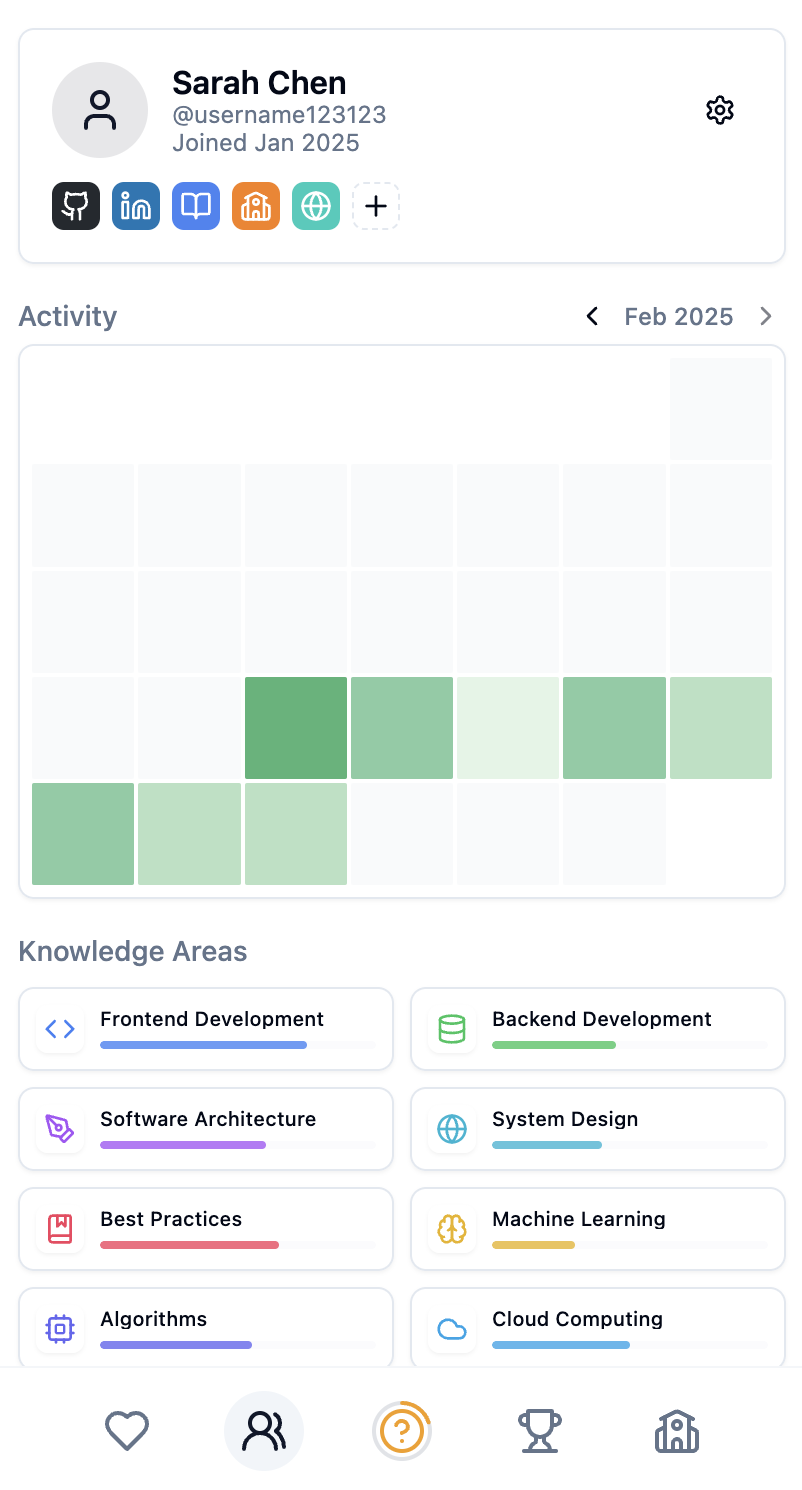 Sarah Chen
@username123123
Joined Jan 2025
in
Activity
Feb 2025
Knowledge Areas
Frontend Development
Backend Development
Software Architecture
System Design
Best Practices
Machine Learning
Algorithms
Cloud Computing
?